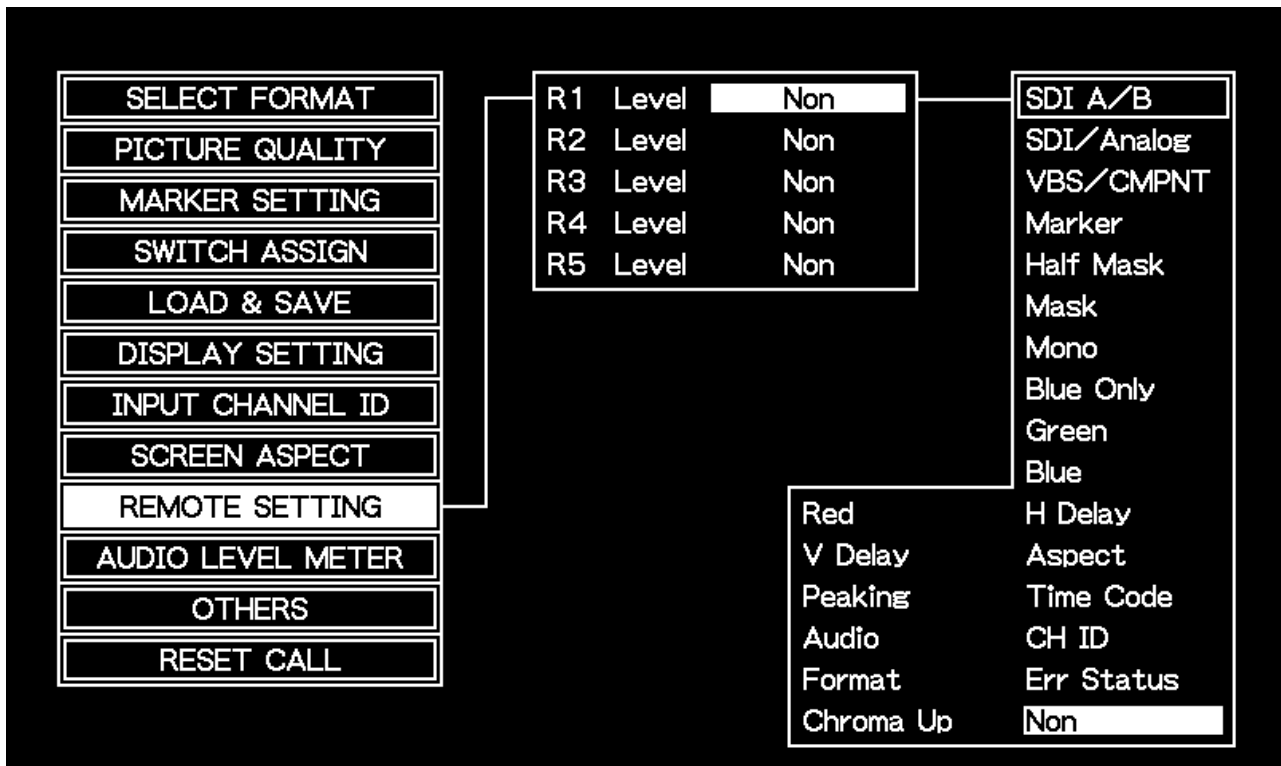 SELECT FORMAT
PICTURE QUALITY
MARKER SETTING
SWITCH ASSIGN
LOAD & SAVE
DISPLAY SETTING
INPUT CHANNEL ID
SCREEN ASPECT
REMOTE SETTING
AUDIO LEVEL METER
OTHERS
RESET CALL
R1 Level Non
R2 Level Non
R3 Level Non
R4 Level Non
R5 Level Non
SDI A/B
SDI/Analog
VBS/CMPNT
Marker
Half Mask
Mask
Mono
Blue Only
Green
Blue
Red H Delay
V Delay Aspect
Peaking Time Code
Audio CH ID
Format Err Status
Chroma Up Non